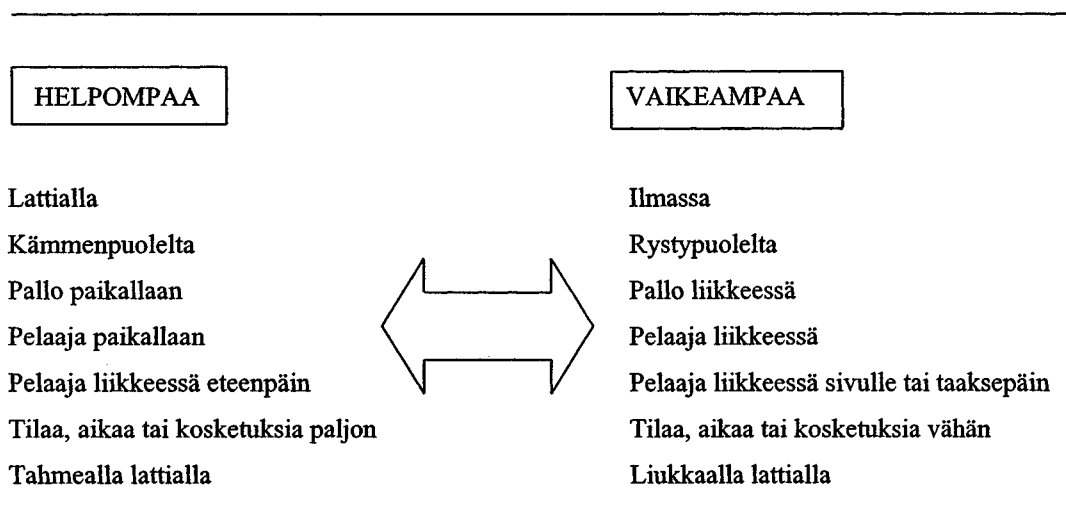 HELPOMPAA
VAIKEAMPAA
Lattialla
Ilmassa
Kämmenpuolelta
Rystypuolelta
Pallo paikallaan
Pallo liikkeessä
Pelaaja paikallaan
Pelaaja liikkeessä
Pelaaja liikkeessä eteenpäin
Pelaaja liikkeessä sivulle tai taaksepäin
Tilaa, aikaa tai kosketuksia paljon
Tilaa, aikaa tai kosketuksia vähän
Tahmealla lattialla
Liukkaalla lattialla